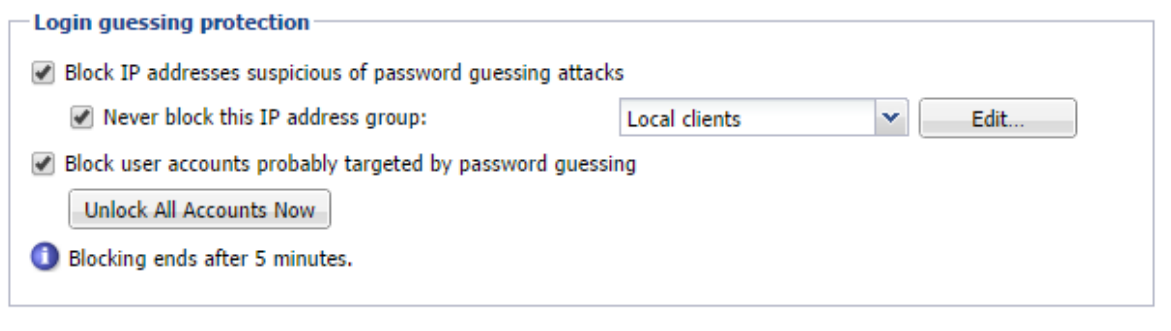 Login guessing protection
Block IP addresses suspicious of password guessing attacks
Never block this IP address group: Local clients Edit...
Block user accounts probably targeted by password guessing
Unlock All Accounts Now
Blocking ends after 5 minutes.